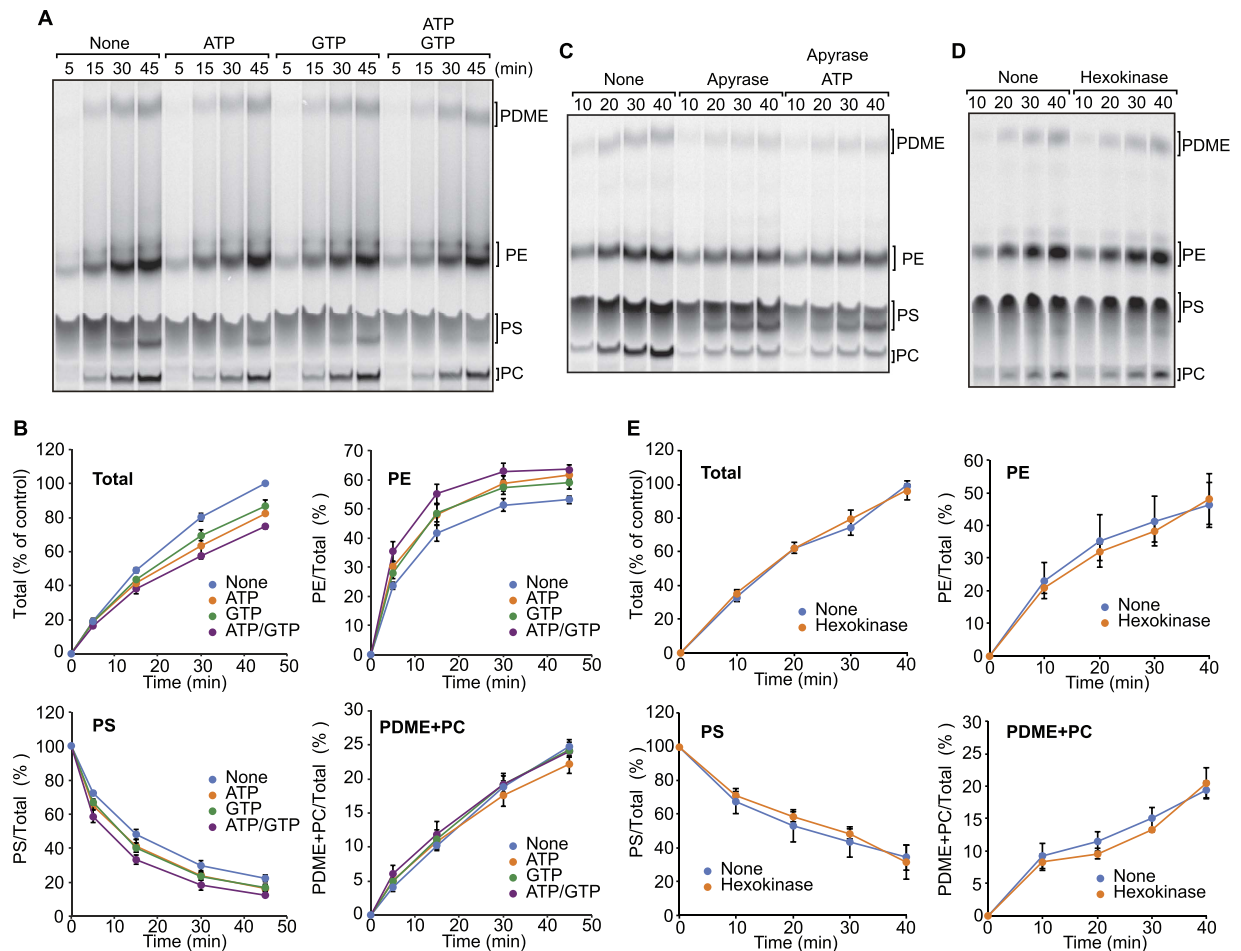 A
None
ATP
GTP
ATP
GTP
5 15 30 45 5 15 30 45 5 15 30 45 5 15 30 45 (min)
PDME
PE
PS
PC
C
None
Apyrase
Apyrase
ATP
10 20 30 40 10 20 30 40 10 20 30 40
PDME
PE
PS
PC
D
None
Hexokinase
10 20 30 40 10 20 30 40
PDME
PE
PS
PC
B
Total
Total (% of control)
120
100
80
60
40
20
0
None
ATP
GTP
ATP/GTP
0 10 20 30 40 50
Time (min)
PE
PE/Total (%)
70
60
50
40
30
20
10
0
None
ATP
GTP
ATP/GTP
0 10 20 30 40 50
Time (min)
PS
PS/Total (%)
120
100
80
60
40
20
0
None
ATP
GTP
ATP/GTP
0 10 20 30 40 50
Time (min)
PDME+PC
PDME+PC/Total (%)
30
25
20
15
10
5
0
None
ATP
GTP
ATP/GTP
0 10 20 30 40 50
Time (min)
E
Total
Total (% of control)
120
100
80
60
40
20
0
None
Hexokinase
0 10 20 30 40
Time (min)
PE
PE/Total (%)
60
50
40
30
20
10
0
None
Hexokinase
0 10 20 30 40
Time (min)
PS
PS/Total (%)
120
100
80
60
40
20
0
None
Hexokinase
0 10 20 30 40
Time (min)
PDME+PC
PDME+PC/Total (%)
30
25
20
15
10
5
0
None
Hexokinase
0 10 20 30 40
Time (min)